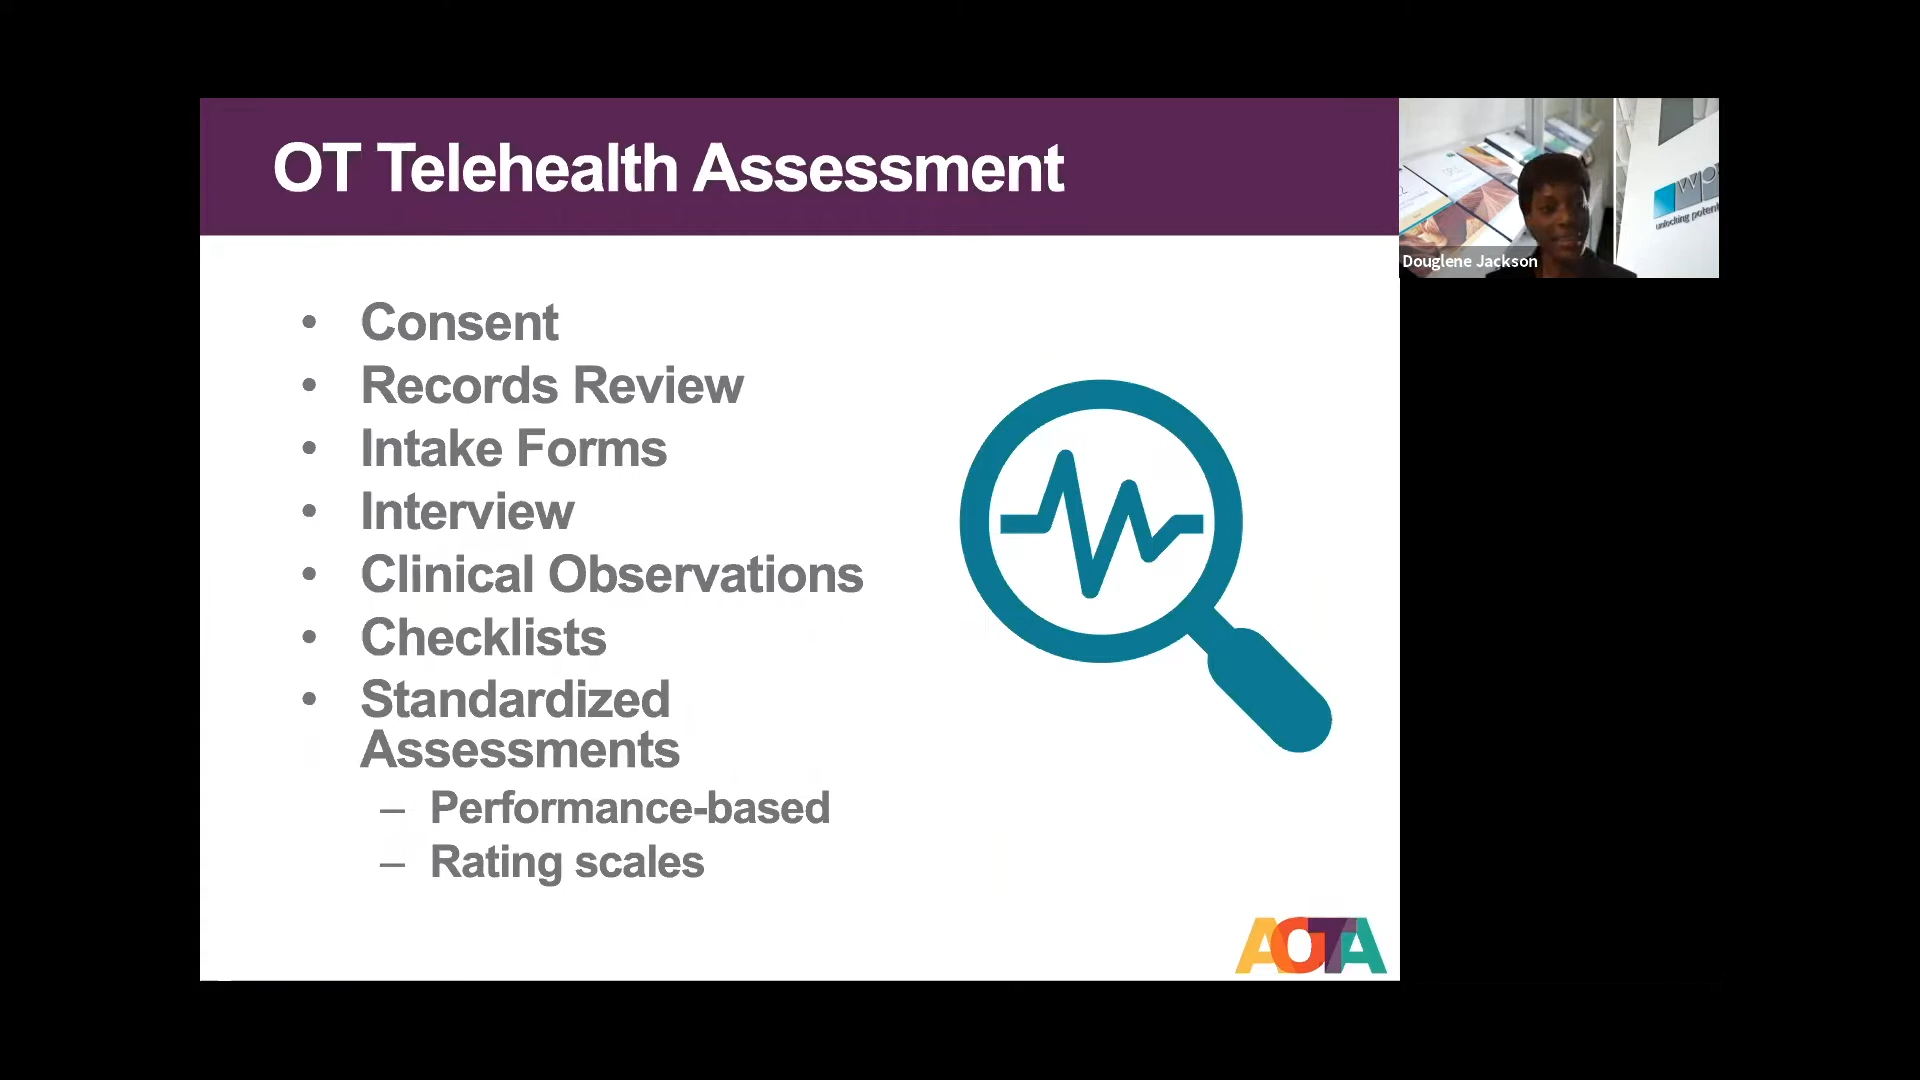 OT Telehealth Assessment
• Consent
• Records Review
• Intake Forms
• Interview
• Clinical Observations
• Checklists
• Standardized
Assessments
– Performance-based
– Rating scales
AOTA
Douglene Jackson
unlocking